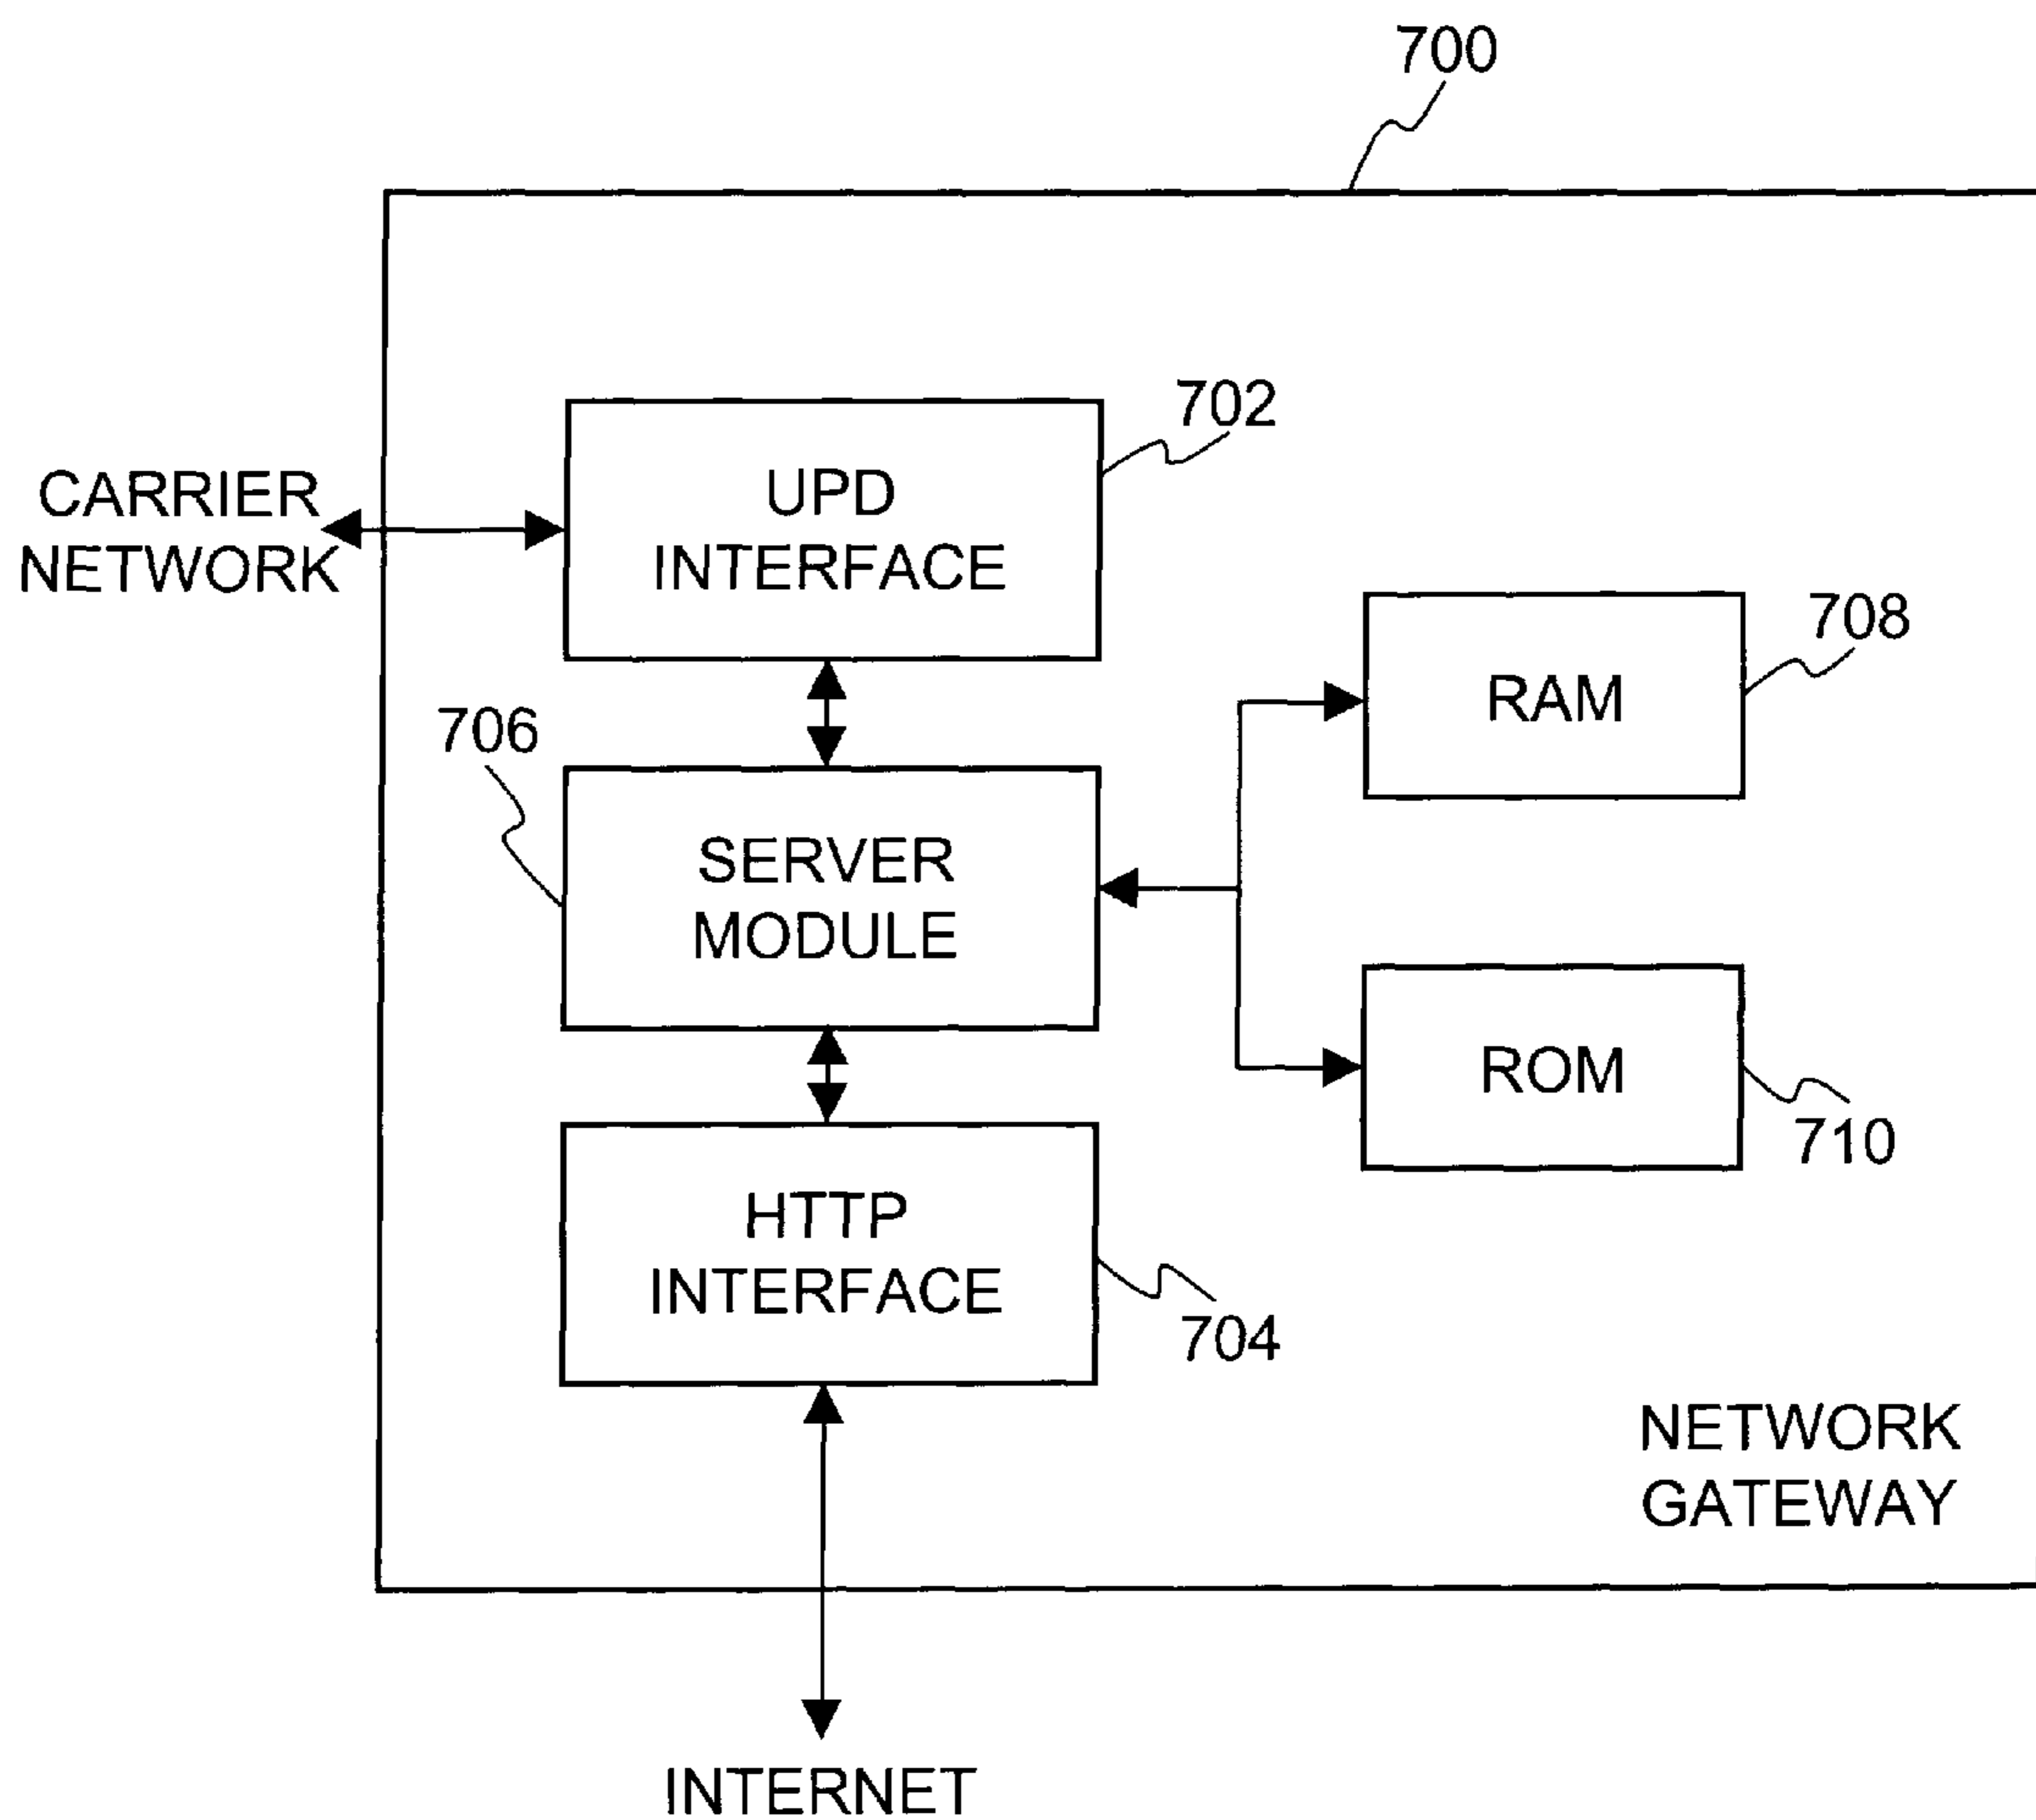 700
702
CARRIER
NETWORK
UPD
INTERFACE
708
RAM
706
SERVER
MODULE
ROM
710
HTTP
INTERFACE
704
NETWORK
GATEWAY
INTERNET